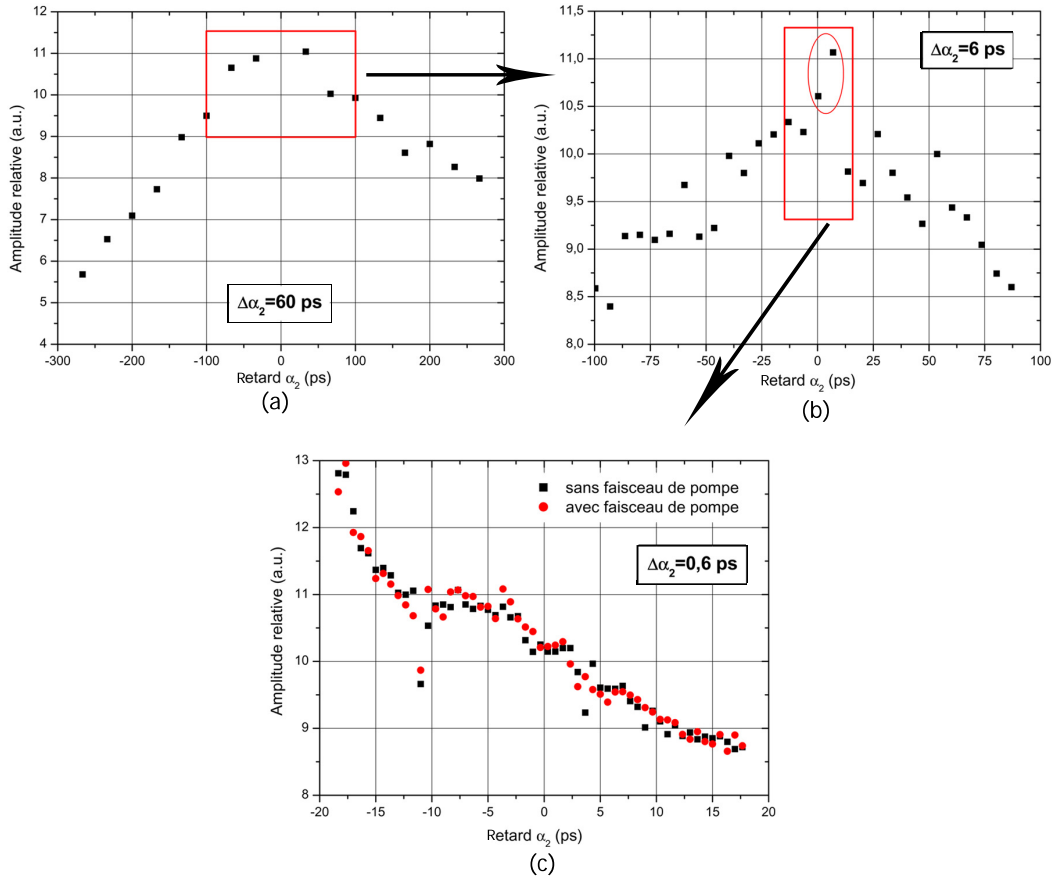 Amplitude relative (a.u.)
12
11
10
9
8
7
6
5
4
Δα2=60 ps
-300 -200 -100 0 100 200 300
Retard α2 (ps)
(a)
Amplitude relative (a.u.)
11,5
11,0
10,5
10,0
9,5
9,0
8,5
8,0
Δα2=6 ps
-100 -75 -50 -25 0 25 50 75 100
Retard α2 (ps)
(b)
Amplitude relative (a.u.)
13
12
11
10
9
8
sans faisceau de pompe
avec faisceau de pompe
Δα2=0,6 ps
-20 -15 -10 -5 0 5 10 15 20
Retard α2 (ps)
(c)